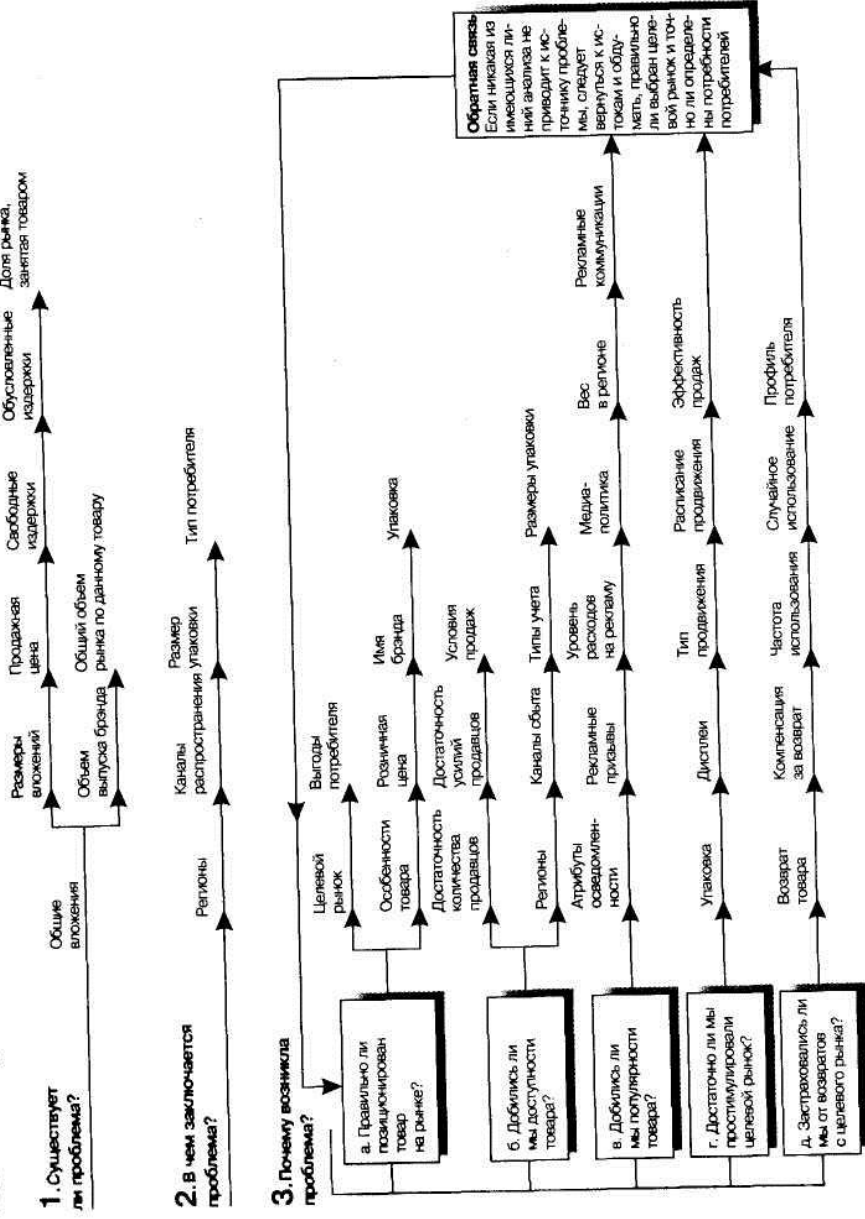 1. Существует
ли проблема?
Общие
вложения
Размеры
вложений
Продажная
цена
Свободные
издержки
Обусловленные
издержки
Доля рынка,
занятая товаром
Объем
выпуска брэнда
Общий объем
рынка по данному товару
2. В чем заключается
проблема?
Регионы
Каналы
распространения
Размер
упаковки
Тип потребителя
3. Почему возникла
проблема?
а. Правильно ли
позиционирован
товар
на рынке?
Целевой
рынок
Выгоды
потребителя
Особенности
товара
Розничная
цена
Имя
брэнда
Упаковка
б. Добились ли
мы доступности
товара?
Достаточность
количества
продавцов
Достаточность
усилий
продавцов
Условия
продаж
Регионы
Каналы сбыта
Типы учета
Размеры упаковки
в. Добились ли
мы популярности
товара?
Атрибуты
осведомлен-
ности
Рекламные
призывы
Уровень
расходов
на рекламу
Медиа-
политика
Вес
в регионе
Рекламные
коммуникации
г. Достаточно ли мы
простимулировали
целевой рынок?
Упаковка
Дисплеи
Тип
продвижения
Расписание
продвижения
Эффективность
продаж
д. Застраховались ли
мы от возвратов
с целевого рынка?
Возврат
товара
Компенсация
за возврат
Частота
использования
Случайное
использование
Профиль
потребителя
Обратная связь
Если никакая из
имеющихся ли-
ний анализа не
приводит к ис-
точнику пробле-
мы, следует
вернуться к ис-
токам и обду-
мать, правильно
ли выбран целе-
вой рынок и точ-
но ли определе-
ны потребности
потребителей